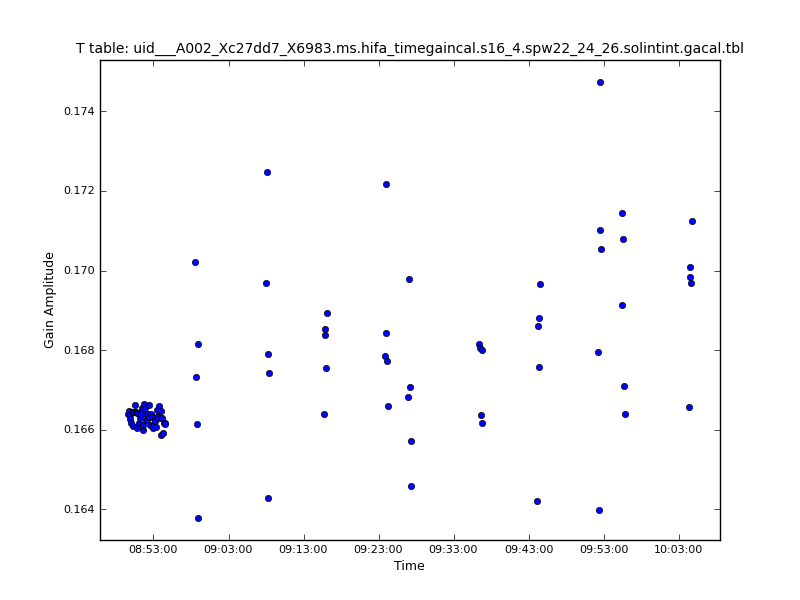 T table: uid___A002_Xc27dd7_X6983.ms.hifa_timegaincal.s16_4.spw22_24_26.solintint.gacal.tbl
0.174
0.172
0.170
0.168
0.166
0.164
Gain Amplitude
08:53:00 09:03:00 09:13:00 09:23:00 09:33:00 09:43:00 09:53:00 10:03:00
Time